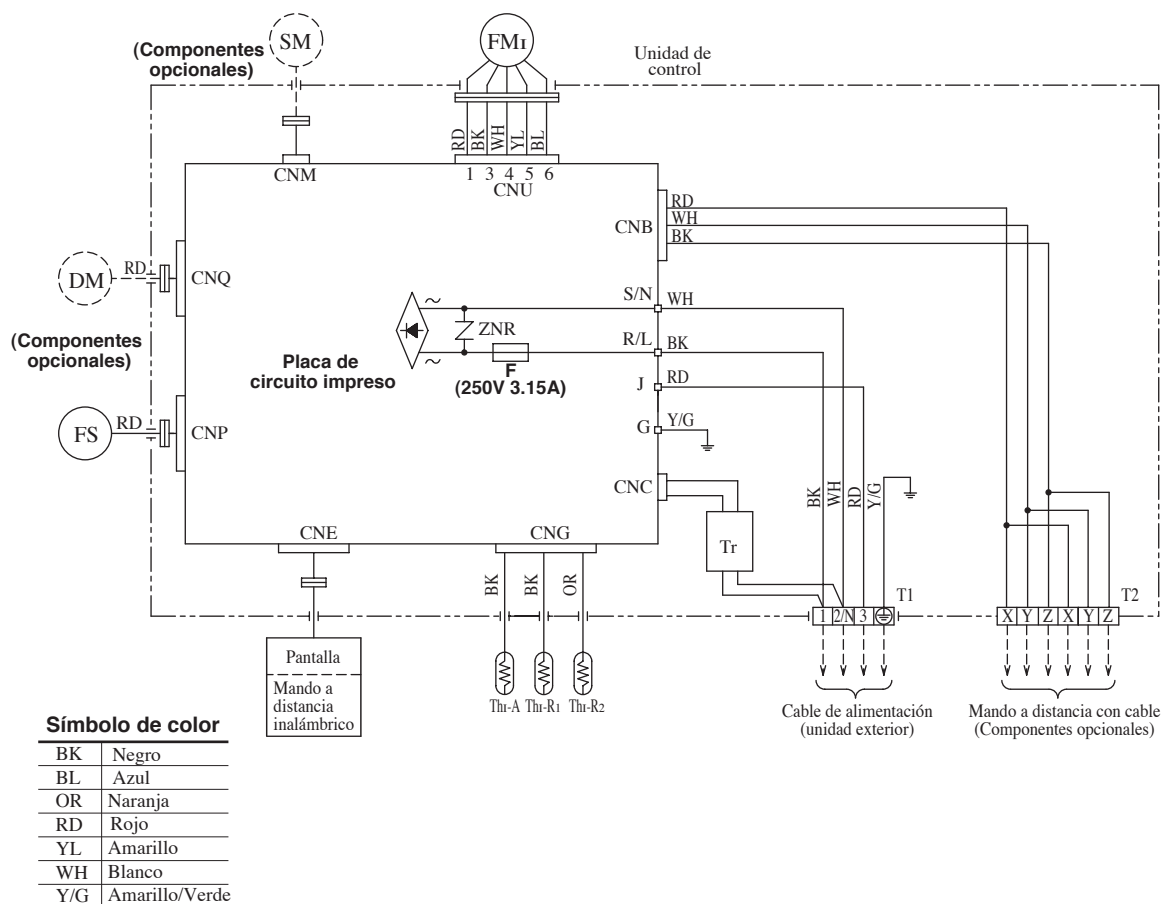 (Componentes
opcionales)
SM
FMI
Unidad de
control
RD
BK
WH
YL
BL
CNM
1 3 4 5 6
CNU
CNB
RD
WH
BK
DM
RD
CNQ
(Componentes
opcionales)
S/N
WH
~
ZNR
R/L
BK
~
F
(250V 3.15A)
Placa de
circuito impreso
J
RD
G
Y/G
FS
RD
CNP
CNC
BK
WH
RD
Y/G
Tr
CNE
CNG
BK
BK
OR
T1
1 2/N 3
T2
X Y Z X Y Z
Pantalla
Mando a
distancia
inalámbrico
ThI-A ThI-R1 ThI-R2
Cable de alimentación
(unidad exterior)
Mando a distancia con cable
(Componentes opcionales)
Símbolo de color
BK Negro
BL Azul
OR Naranja
RD Rojo
YL Amarillo
WH Blanco
Y/G Amarillo/Verde